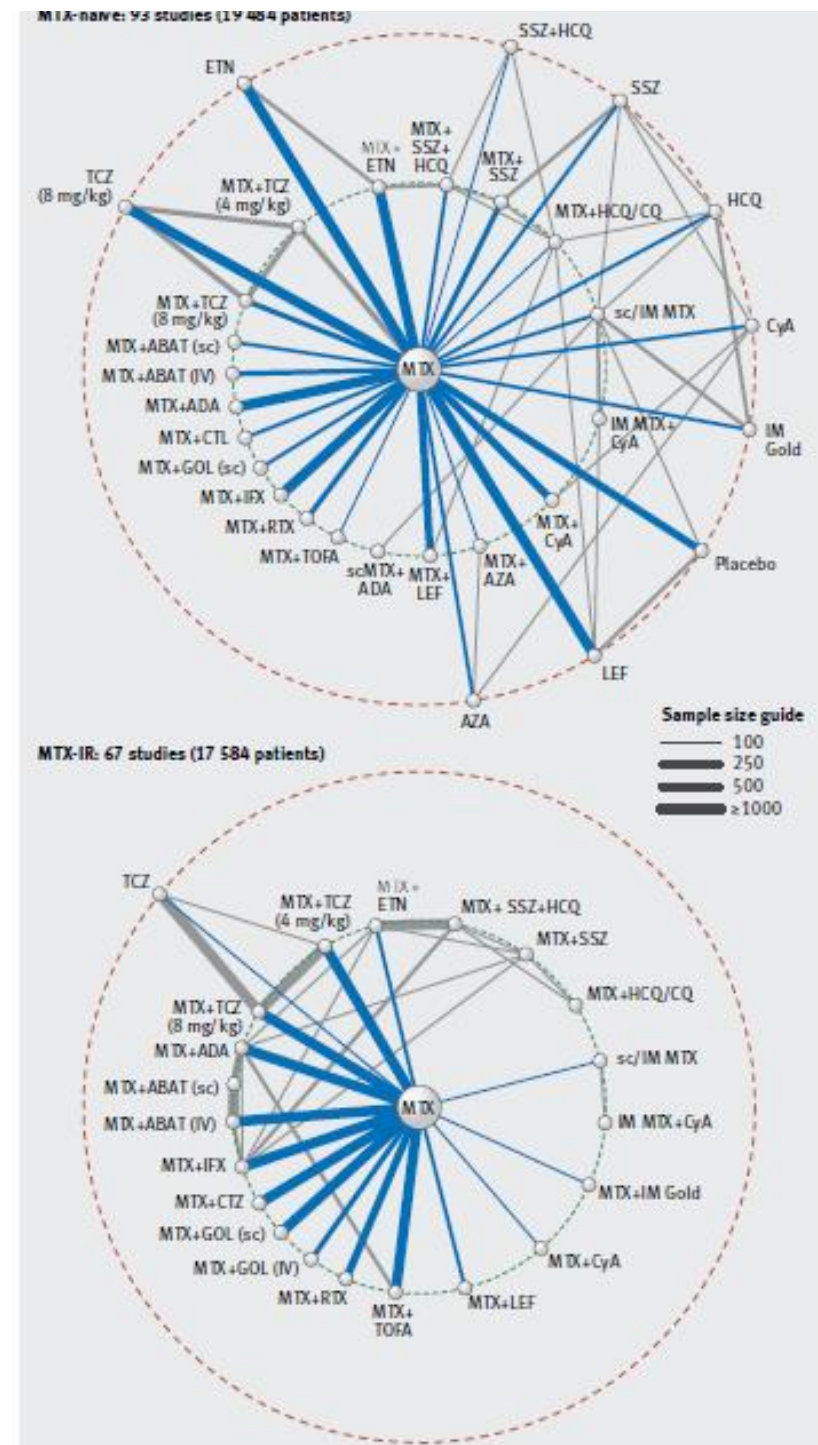 MTX-naive: 93 studies (19 484 patients)
SSZ+HCQ
ETN
SSZ
MTX+
ETN
MTX+
SSZ+
HCQ
MTX+
SSZ
TCZ
(8 mg/kg)
MTX+TCZ
(4 mg/kg)
MTX+HCQ/CQ
HCQ
MTX+TCZ
(8 mg/kg)
sc/IM MTX
CyA
MTX+ABAT (sc)
MTX
MTX+ABAT (IV)
MTX+ADA
IM MTX+
CyA
IM
Gold
MTX+CTL
MTX+GOL (sc)
MTX+IFX
MTX+RTX
MTX+
CyA
MTX+TOFA
scMTX+
ADA
MTX+
LEF
MTX+
AZA
Placebo
LEF
AZA
Sample size guide
100
250
500
≥1000
MTX-IR: 67 studies (17 584 patients)
TCZ
MTX+TCZ
(4 mg/kg)
MTX+
ETN
MTX+ SSZ+HCQ
MTX+SSZ
MTX+HCQ/CQ
MTX+TCZ
(8 mg/kg)
MTX+ADA
sc/IM MTX
MTX+ABAT (sc)
MTX
MTX+ABAT (IV)
IM MTX+CyA
MTX+IFX
MTX+IM Gold
MTX+CTZ
MTX+GOL (sc)
MTX+CyA
MTX+GOL (IV)
MTX+RTX
MTX+
TOFA
MTX+LEF